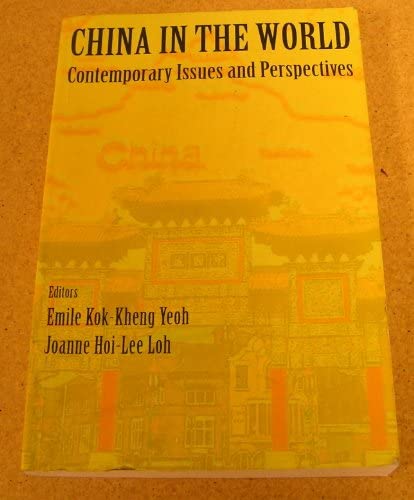 CHINA IN THE WORLD
Contemporary Issues and Perspectives
China
Editors
Emile Kok-Kheng Yeoh
Joanne Hoi-Lee Loh